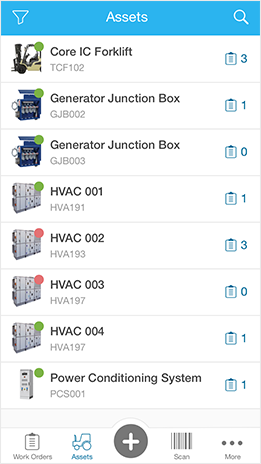 Assets
Core IC Forklift
TCF102
3
Generator Junction Box
GJB002
1
Generator Junction Box
GJB003
0
HVAC 001
HVA191
1
HVAC 002
HVA193
3
HVAC 003
HVA197
0
HVAC 004
HVA197
1
Power Conditioning System
PCS001
1
Work Orders Assets Scan More